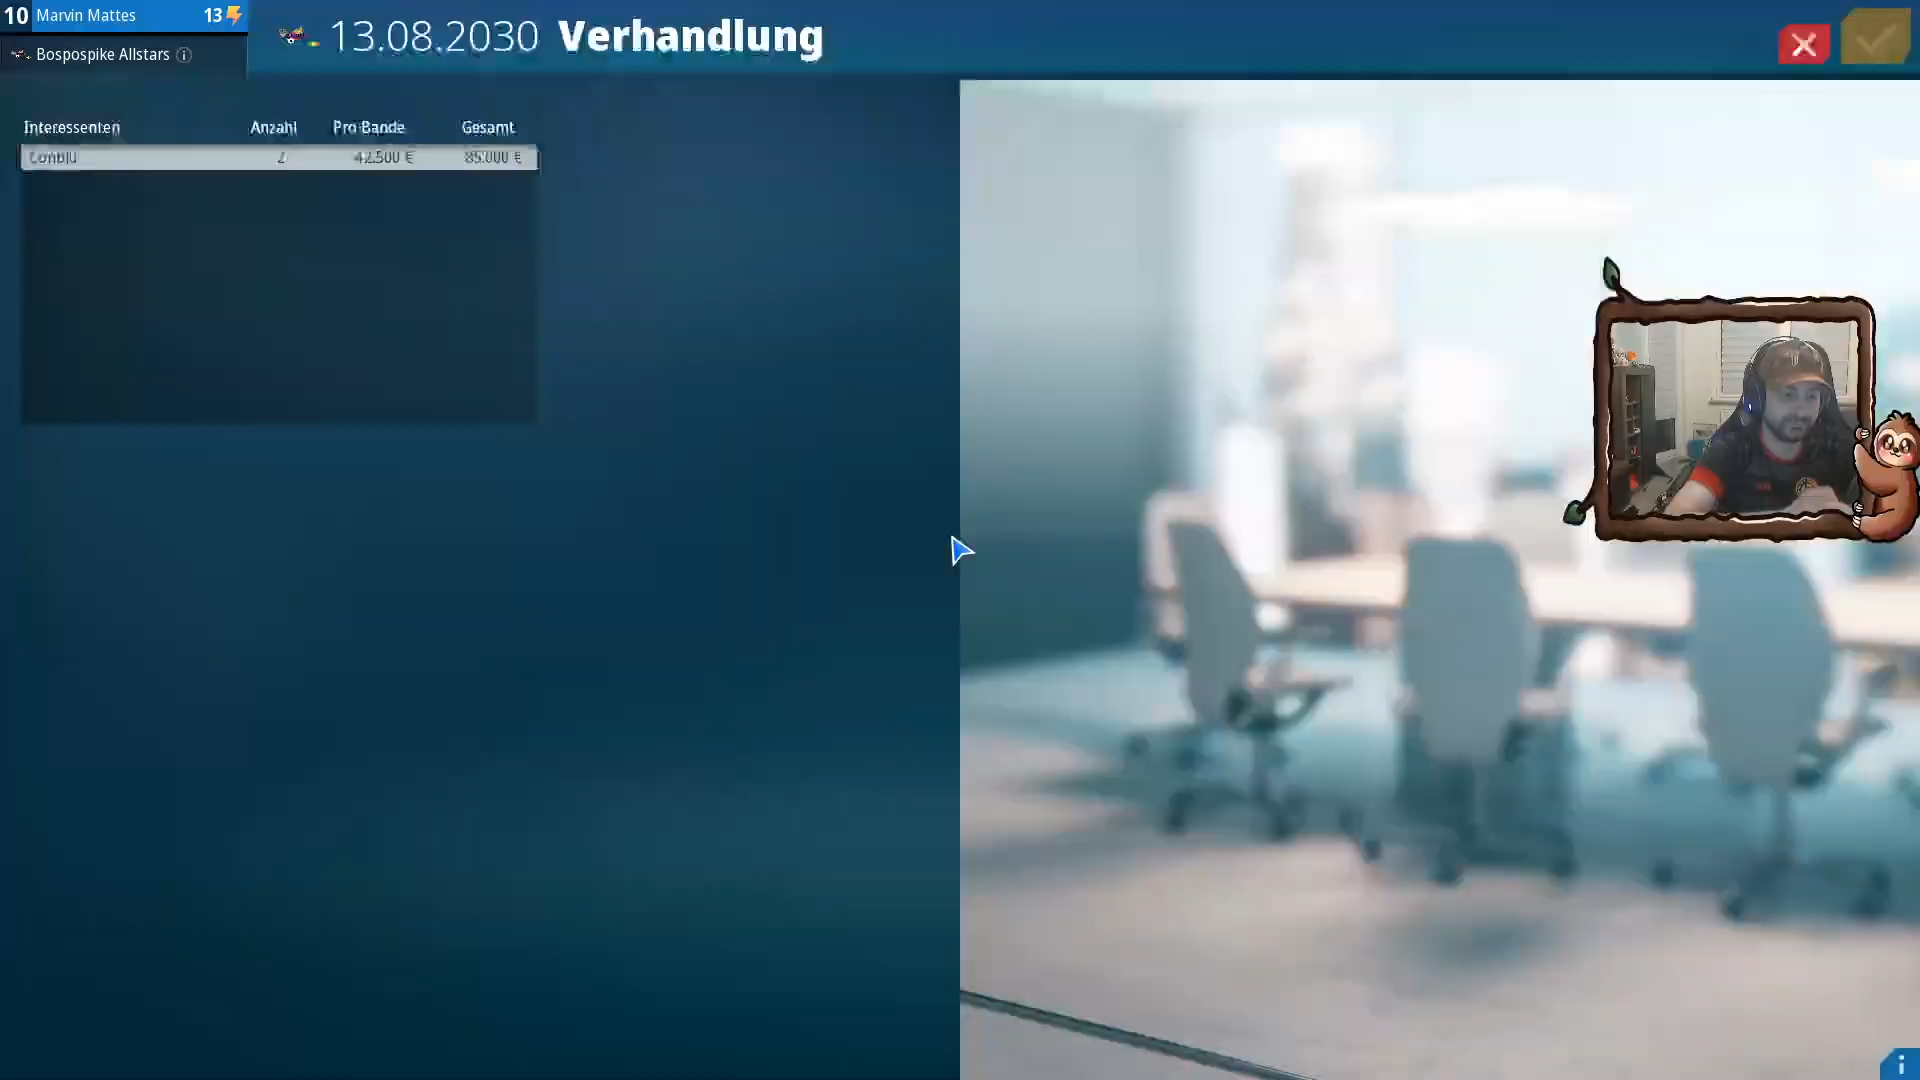 10 Marvin Mattes 13
Bospospike Allstars
13.08.2030 Verhandlung
Interessenten Anzahl Pro Bande Gesamt
Conblu 2 42.500 € 85.000 €